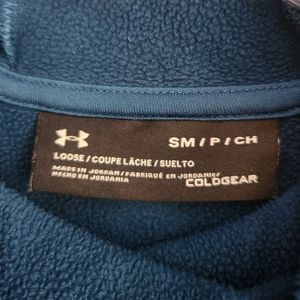 SM / P / CH
LOOSE / COUPE LÂCHE / SUELTO
MADE IN JORDAN / FABRIQUÉ EN JORDANIE
HECHO EN JORDANIA
COLDGEAR